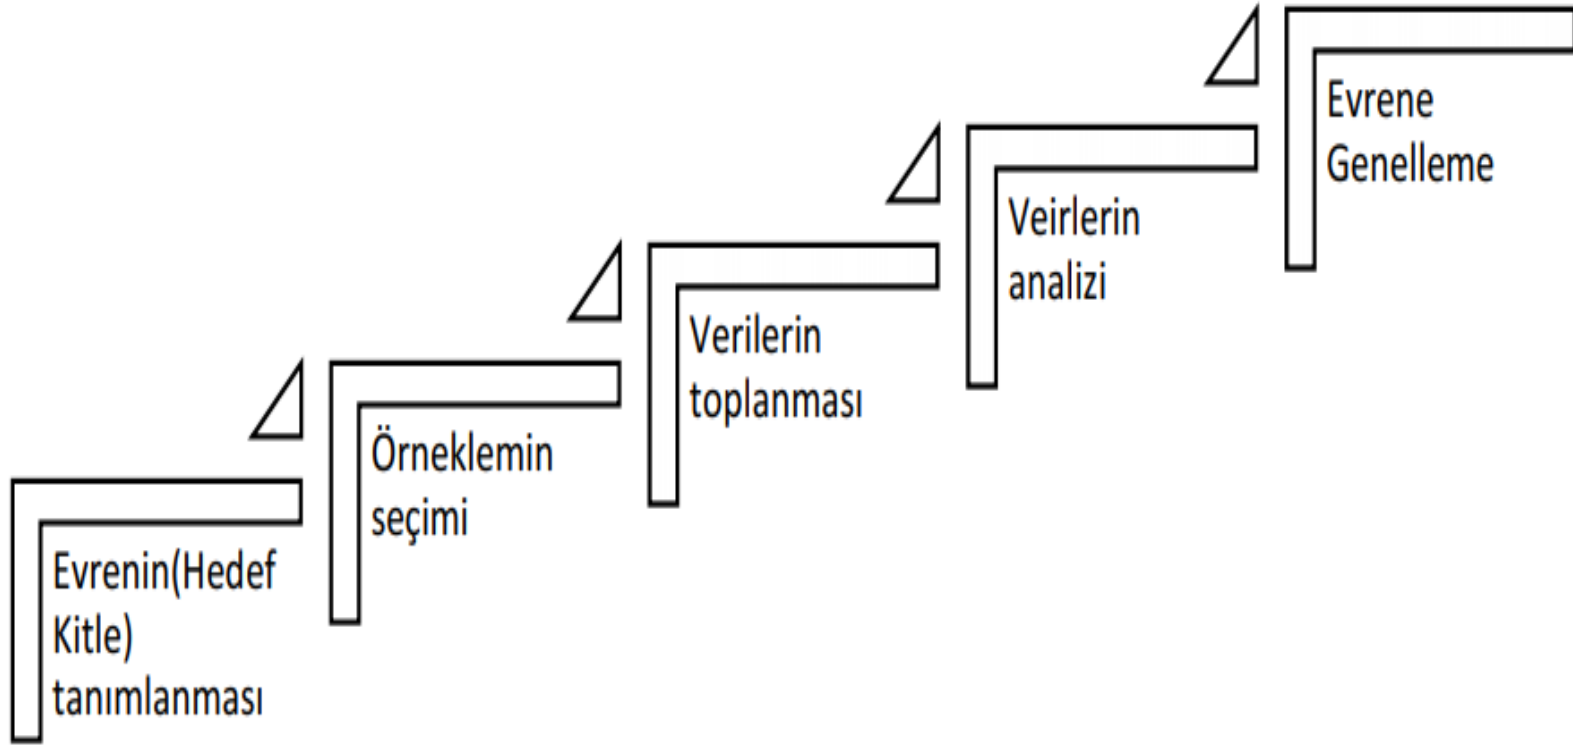 Evrenin(Hedef
Kitle)
tanımlanması
Örneklemin
seçimi
Verilerin
toplanması
Veirlerin
analizi
Evrene
Genelleme